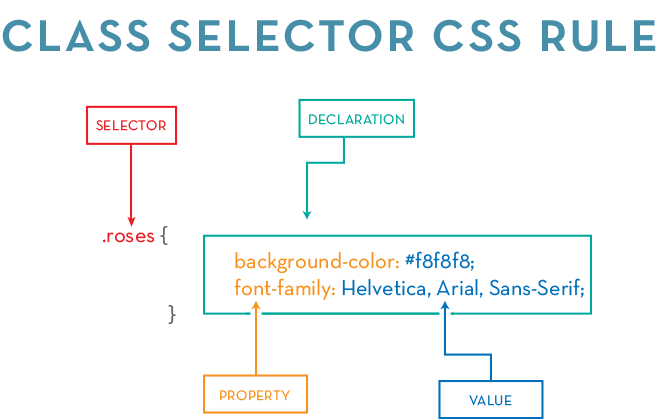 CLASS SELECTOR CSS RULE
SELECTOR
DECLARATION
.roses {
background-color: #f8f8f8;
font-family: Helvetica, Arial, Sans-Serif;
}
PROPERTY
VALUE